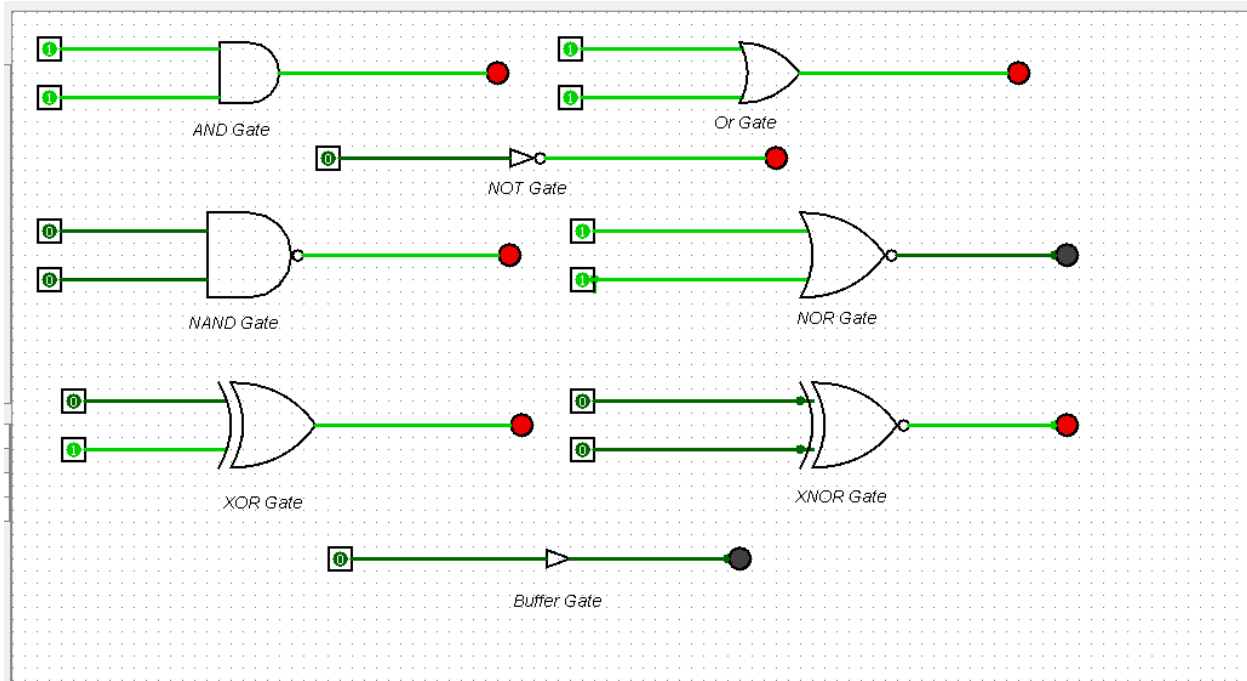 1 1
1 1
AND Gate
Or Gate
0
NOT Gate
0 1
0 1
NAND Gate
NOR Gate
0 0
1 0
XOR Gate
XNOR Gate
0
Buffer Gate